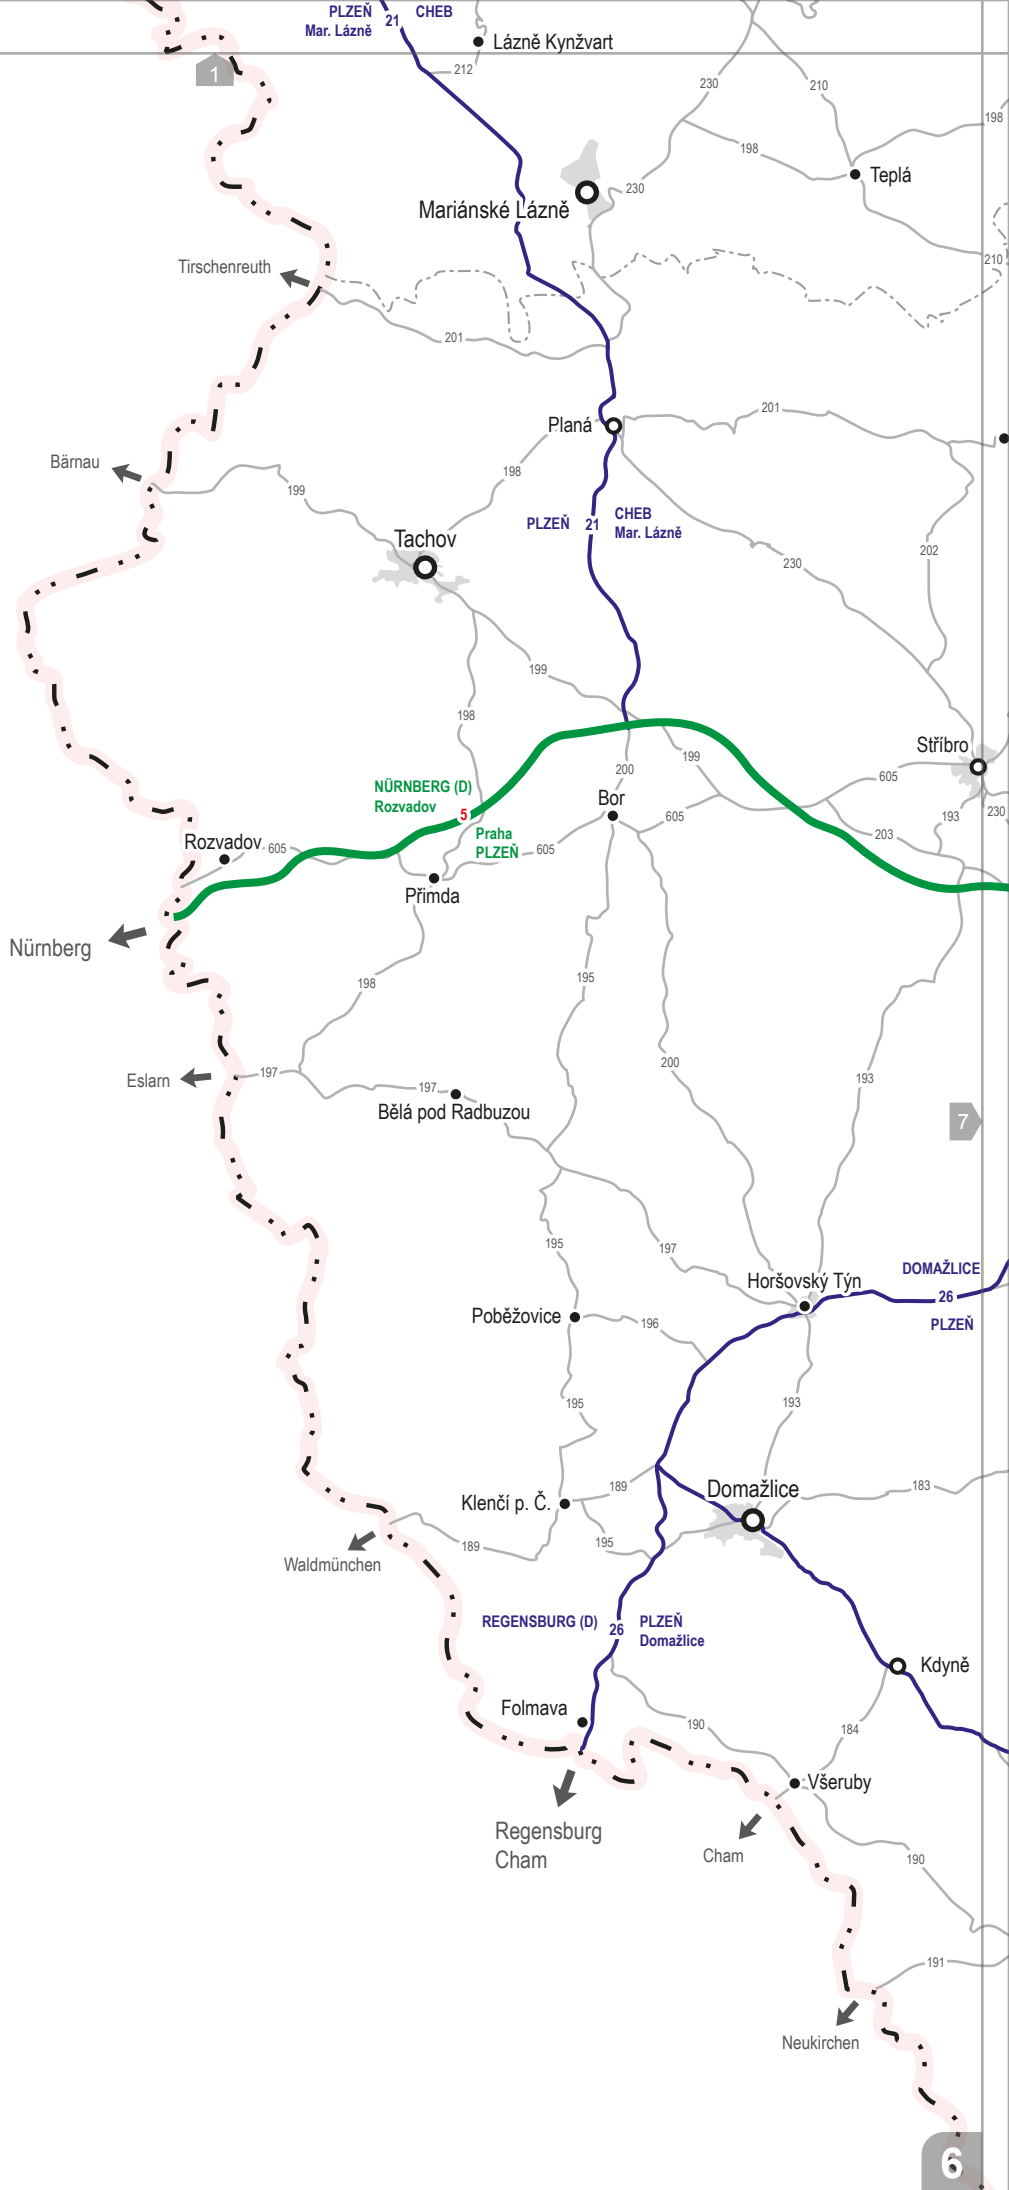 PLZEŇ
Mar. Lázně
21
CHEB
Lázně Kynžvart
212
1
230
210
198
198
Teplá
230
Mariánské Lázně
210
Tirschenreuth
201
201
Planá
Bärnau
198
199
PLZEŇ
21
CHEB
Mar. Lázně
Tachov
202
230
199
198
Stříbro
199
200
605
NÜRNBERG (D)
Rozvadov
5
Praha
PLZEŇ
Bor
605
193
230
203
Rozvadov
605
605
Přimda
Nürnberg
195
198
200
Eslarn
197
193
197
Bělá pod Radbuzou
7
195
197
DOMAŽLICE
26
PLZEŇ
Horšovský Týn
Poběžovice
196
193
195
189
183
Domažlice
Klenčí p. Č.
195
189
Waldmünchen
REGENSBURG (D)
26
PLZEŇ
Domažlice
Kdyně
Folmava
190
184
Všeruby
Regensburg
Cham
Cham
190
191
Neukirchen
6